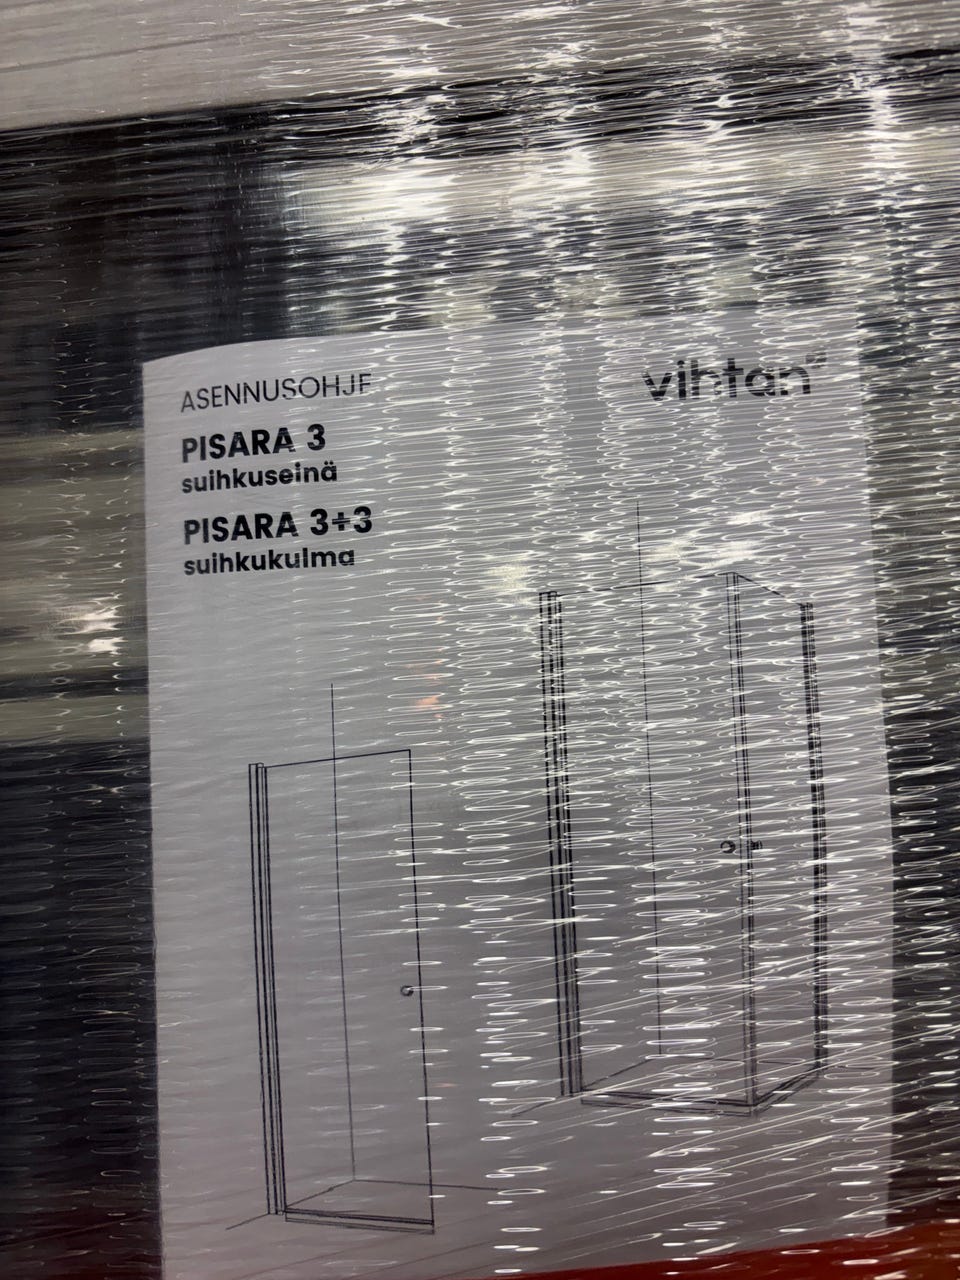 ASENNUSOHJE
vihtan
PISARA 3
suihkuseinä
PISARA 3+3
suihkukulma